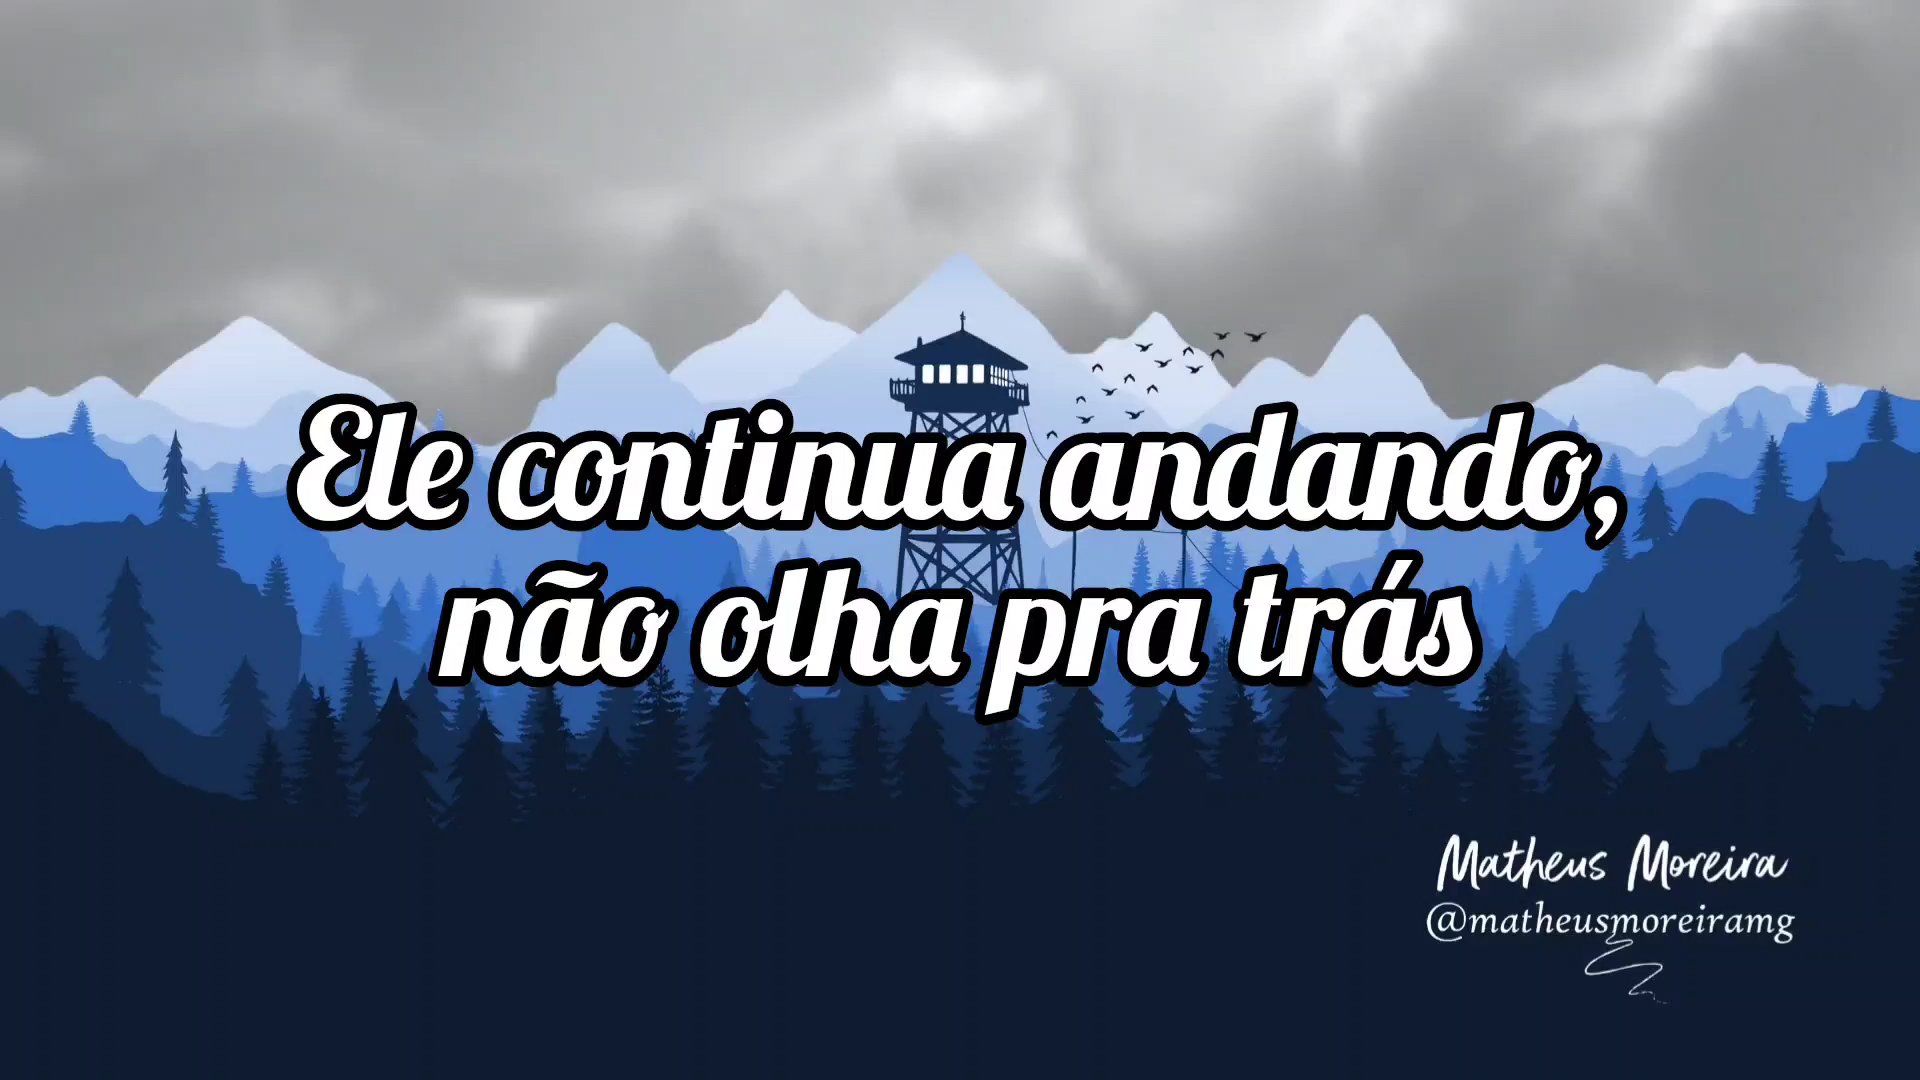 Ele continua andando,
não olha pra trás
Matheus Moreira
@matheusmoreiramg